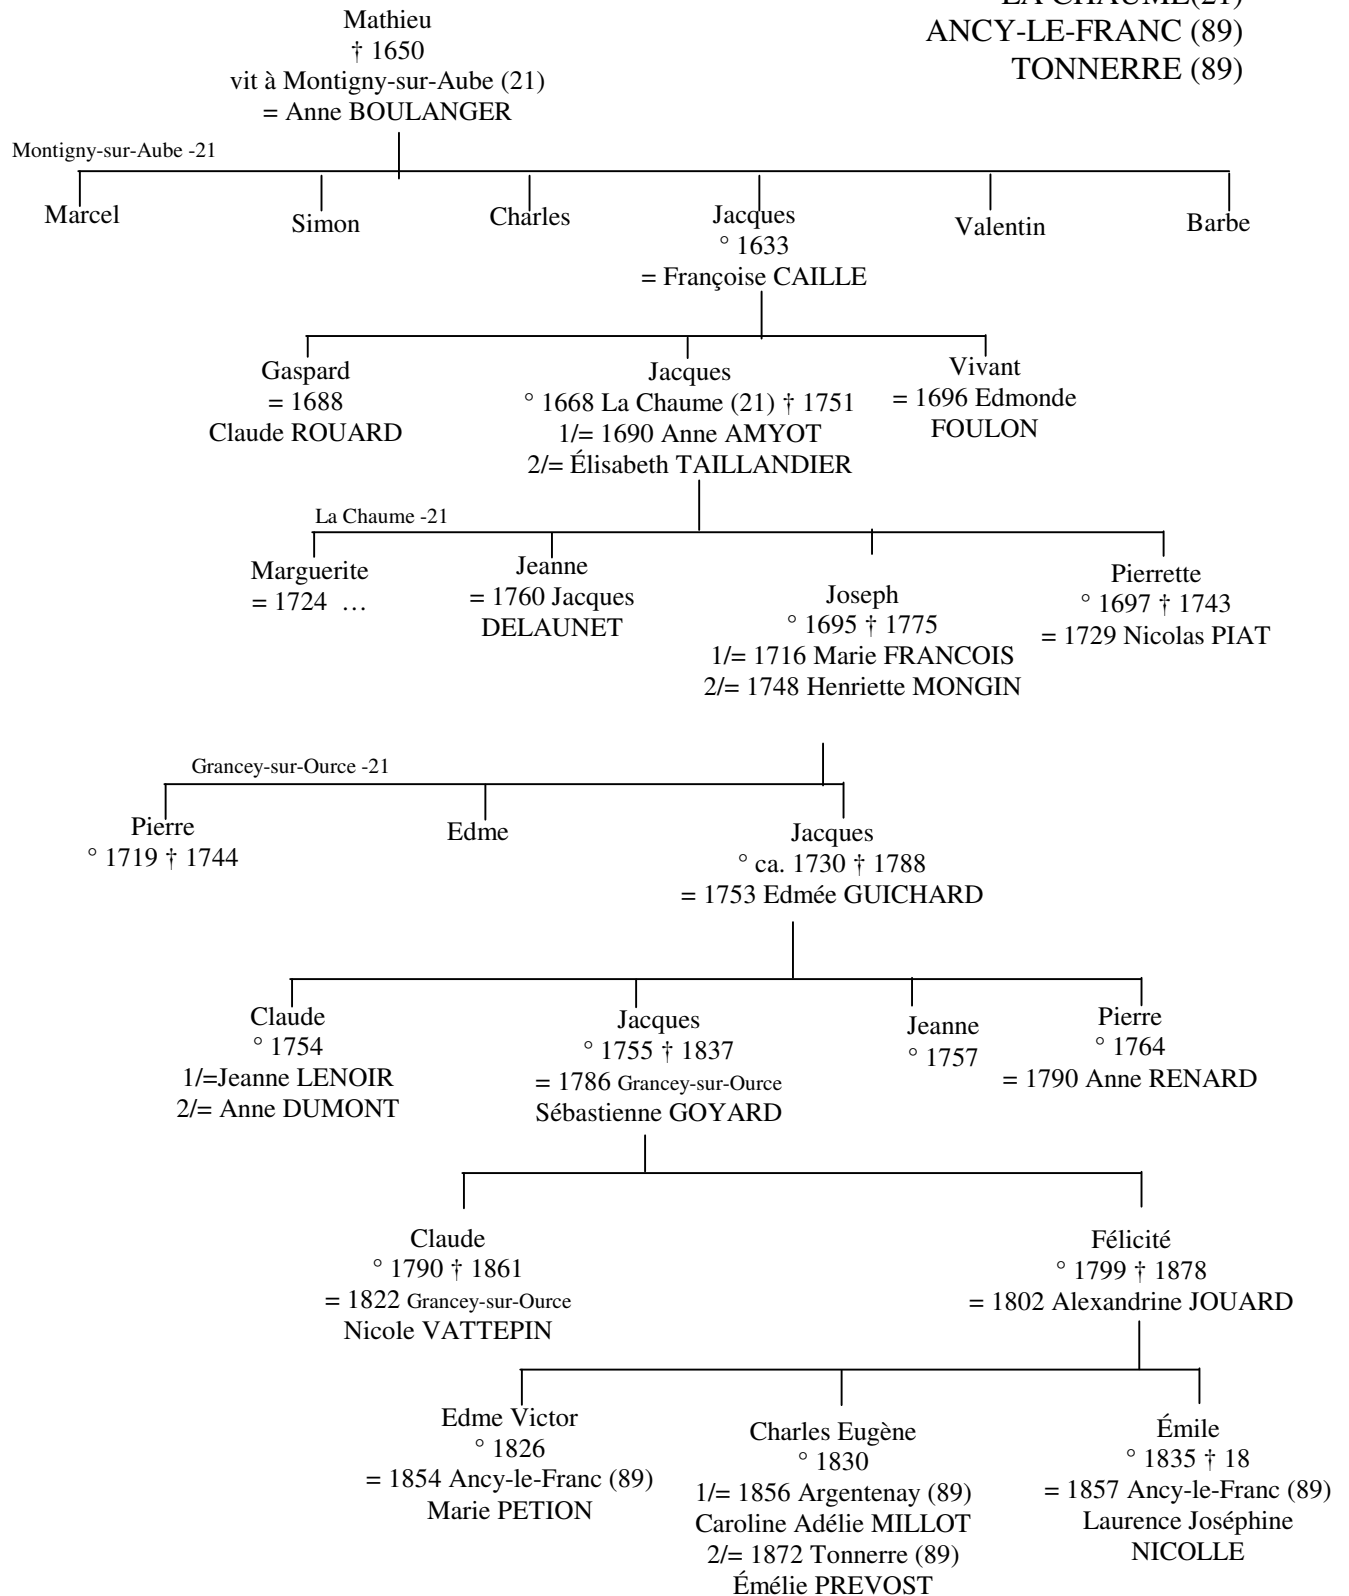 LA CHAUME(21)
ANCY-LE-FRANC (89)
TONNERRE (89)
Mathieu
† 1650
vit à Montigny-sur-Aube (21)
= Anne BOULANGER
Montigny-sur-Aube -21
Marcel
Simon
Charles
Jacques
° 1633
= Françoise CAILLE
Valentin
Barbe
Gaspard
= 1688
Claude ROUARD
Jacques
° 1668 La Chaume (21) † 1751
1/= 1690 Anne AMYOT
2/= Élisabeth TAILLANDIER
Vivant
= 1696 Edmonde
FOULON
La Chaume -21
Marguerite
= 1724 …
Jeanne
= 1760 Jacques
DELAUNET
Joseph
° 1695 † 1775
1/= 1716 Marie FRANCOIS
2/= 1748 Henriette MONGIN
Pierrette
° 1697 † 1743
= 1729 Nicolas PIAT
Grancey-sur-Ource -21
Pierre
° 1719 † 1744
Edme
Jacques
° ca. 1730 † 1788
= 1753 Edmée GUICHARD
Claude
° 1754
1/=Jeanne LENOIR
2/= Anne DUMONT
Jacques
° 1755 † 1837
= 1786 Grancey-sur-Ource
Sébastienne GOYARD
Jeanne
° 1757
Pierre
° 1764
= 1790 Anne RENARD
Claude
° 1790 † 1861
= 1822 Grancey-sur-Ource
Nicole VATTEPIN
Félicité
° 1799 † 1878
= 1802 Alexandrine JOUARD
Edme Victor
° 1826
= 1854 Ancy-le-Franc (89)
Marie PETION
Charles Eugène
° 1830
1/= 1856 Argentenay (89)
Caroline Adélie MILLOT
2/= 1872 Tonnerre (89)
Émélie PREVOST
Émile
° 1835 † 18
= 1857 Ancy-le-Franc (89)
Laurence Joséphine
NICOLLE